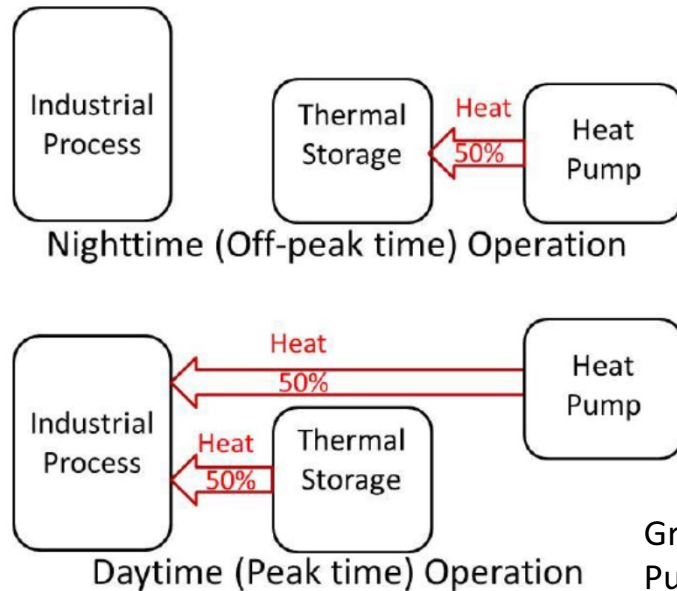 Industrial
Process
Thermal
Storage
Heat
50%
Heat
Pump
Nighttime (Off-peak time) Operation
Heat
50%
Heat
Pump
Industrial
Process
Heat
50%
Thermal
Storage
Daytime (Peak time) Operation